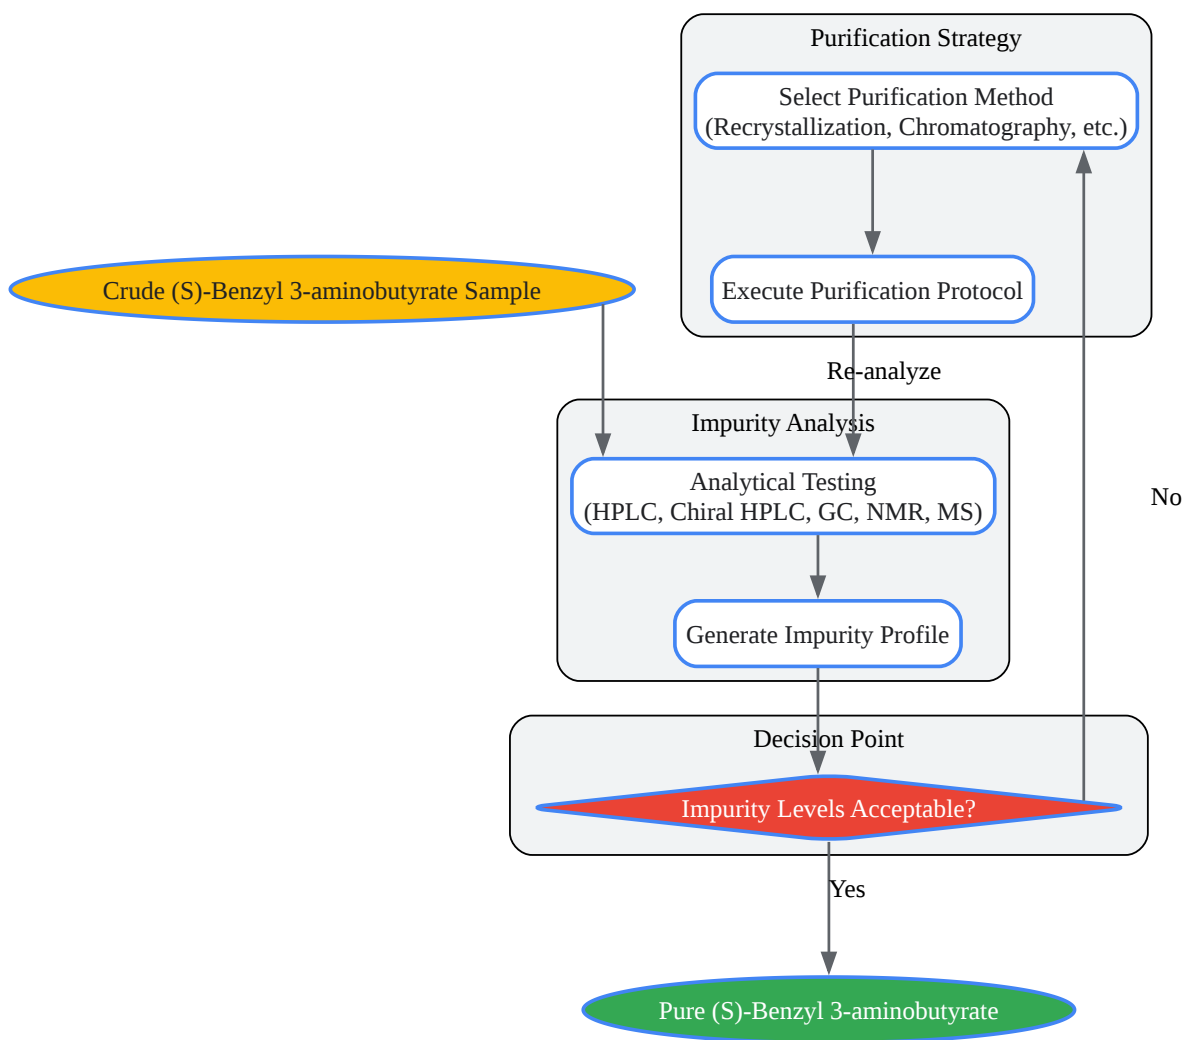 Purification Strategy
Select Purification Method
(Recrystallization, Chromatography, etc.)
Crude (S)-Benzyl 3-aminobutyrate Sample
Execute Purification Protocol
Re-analyze
Impurity Analysis
Analytical Testing
(HPLC, Chiral HPLC, GC, NMR, MS)
No
Generate Impurity Profile
Decision Point
Impurity Levels Acceptable?
Yes
Pure (S)-Benzyl 3-aminobutyrate